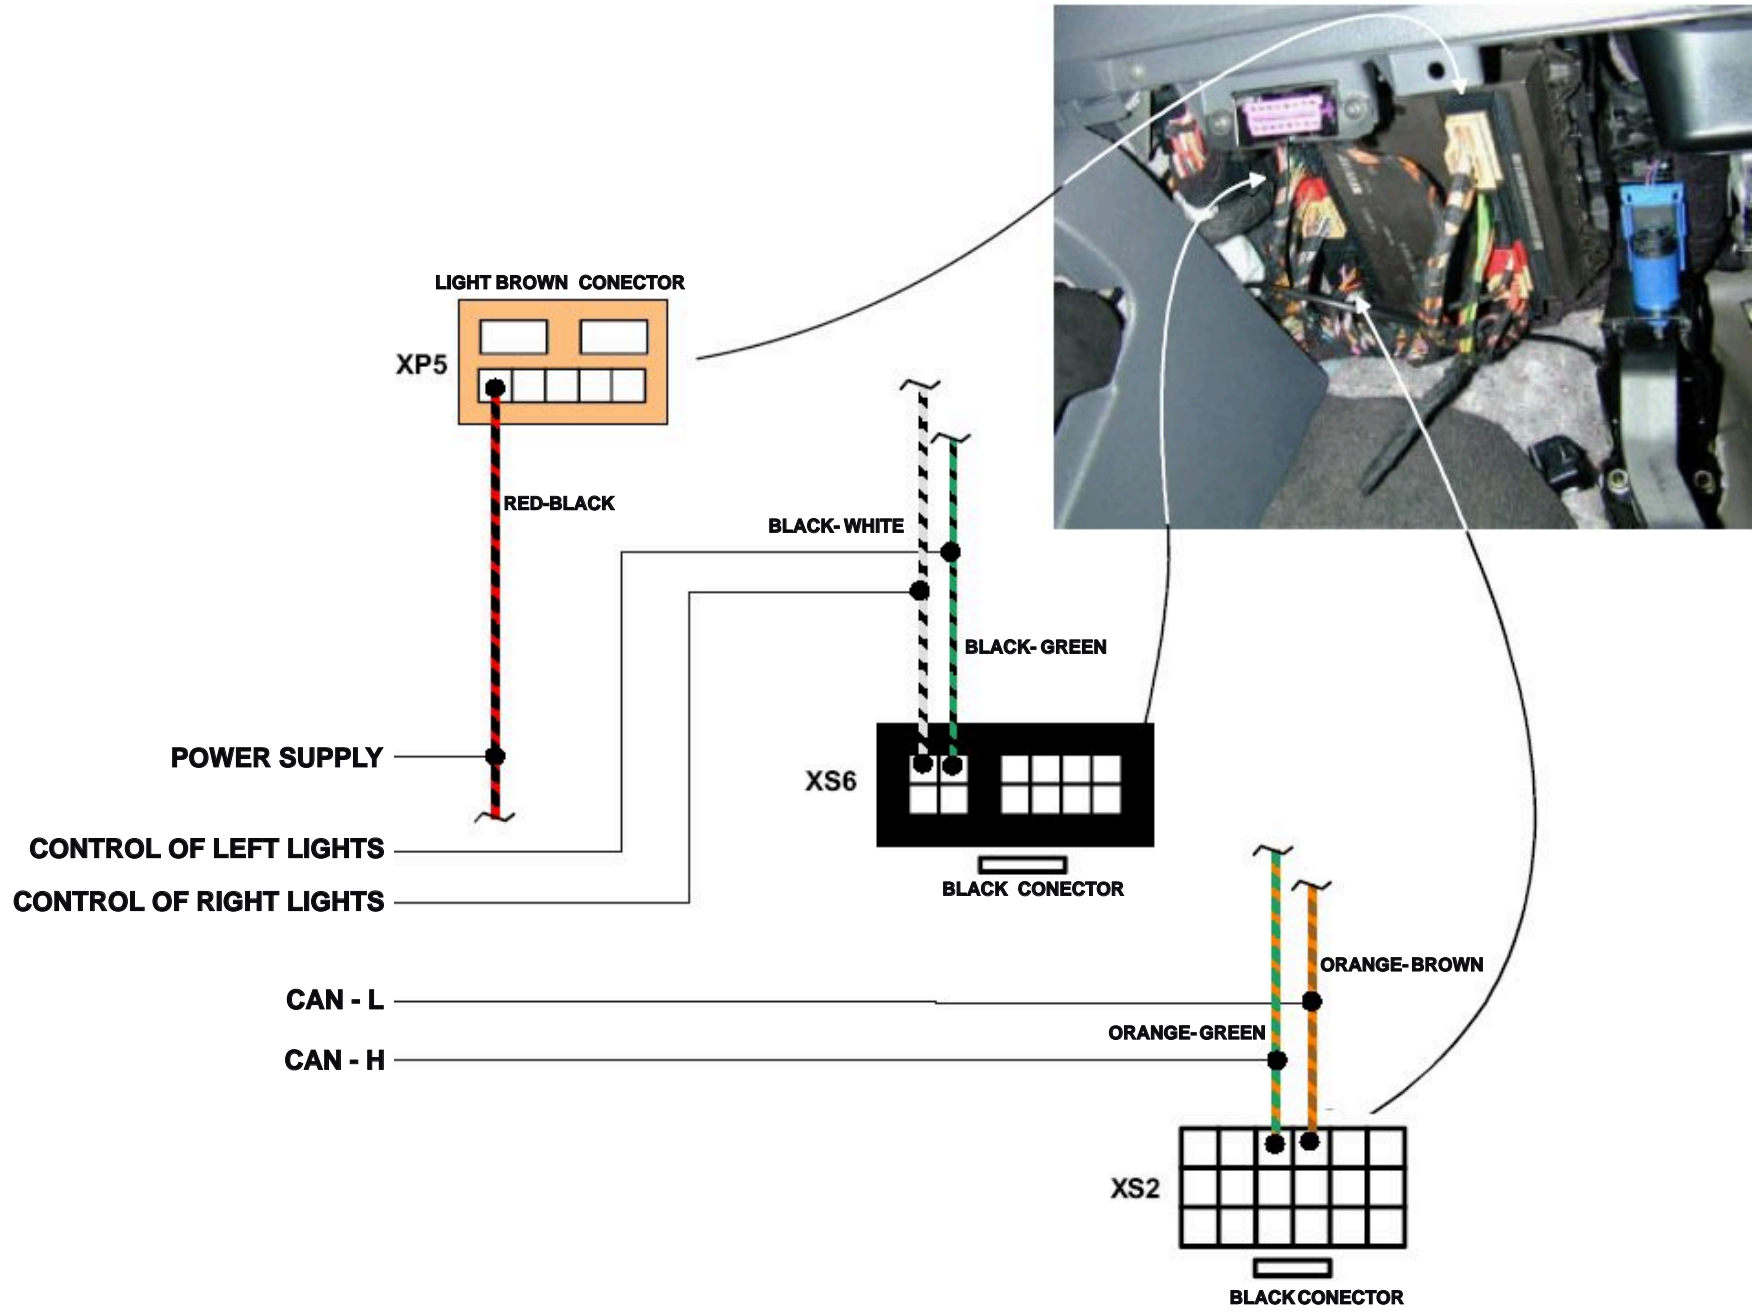 LIGHT BROWN CONECTOR
XP5
RED-BLACK
BLACK- WHITE
BLACK- GREEN
POWER SUPPLY
XS6
CONTROL OF LEFT LIGHTS
BLACK CONECTOR
CONTROL OF RIGHT LIGHTS
ORANGE- BROWN
CAN - L
ORANGE- GREEN
CAN - H
XS2
BLACK CONECTOR